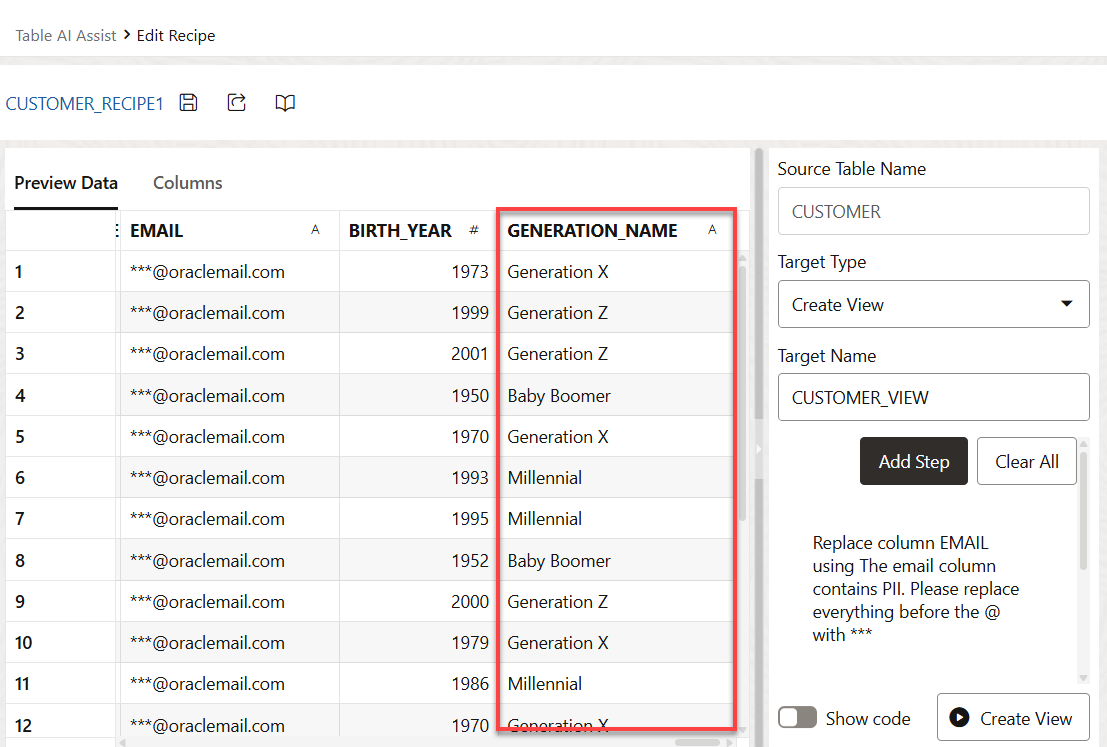 Table AI Assist > Edit Recipe
CUSTOMER_RECIPE1
Preview Data Columns
EMAIL A BIRTH_YEAR # GENERATION_NAME A
1 ***@oraclemail.com 1973 Generation X
2 ***@oraclemail.com 1999 Generation Z
3 ***@oraclemail.com 2001 Generation Z
4 ***@oraclemail.com 1950 Baby Boomer
5 ***@oraclemail.com 1970 Generation X
6 ***@oraclemail.com 1993 Millennial
7 ***@oraclemail.com 1995 Millennial
8 ***@oraclemail.com 1952 Baby Boomer
9 ***@oraclemail.com 2000 Generation Z
10 ***@oraclemail.com 1979 Generation X
11 ***@oraclemail.com 1986 Millennial
12 ***@oraclemail.com 1970 Generation X
Source Table Name
CUSTOMER
Target Type
Create View
Target Name
CUSTOMER_VIEW
Add Step Clear All
Replace column EMAIL
using The email column
contains PII. Please replace
everything before the @
with ***
Show code Create View